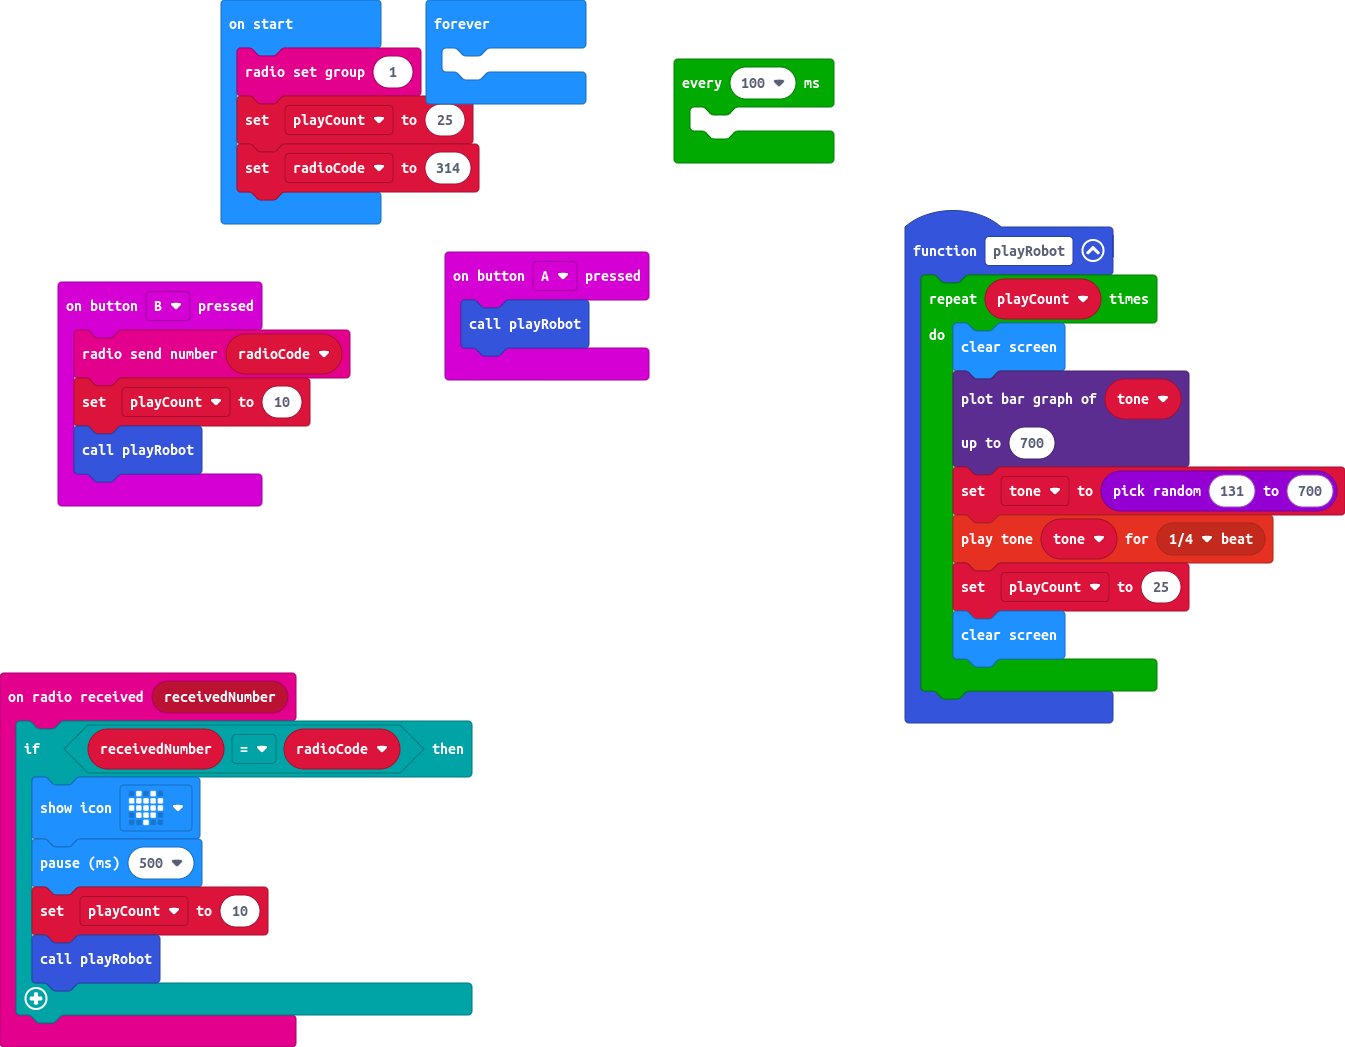 on start
radio set group 1
set playCount to 25
set radioCode to 314
forever
every 100 ms
on button B pressed
radio send number radioCode
set playCount to 10
call playRobot
on button A pressed
call playRobot
function playRobot
repeat playCount times
do
clear screen
plot bar graph of tone
up to 700
set tone to pick random 131 to 700
play tone tone for 1/4 beat
set playCount to 25
clear screen
on radio received receivedNumber
if receivedNumber = radioCode then
show icon
pause (ms) 500
set playCount to 10
call playRobot